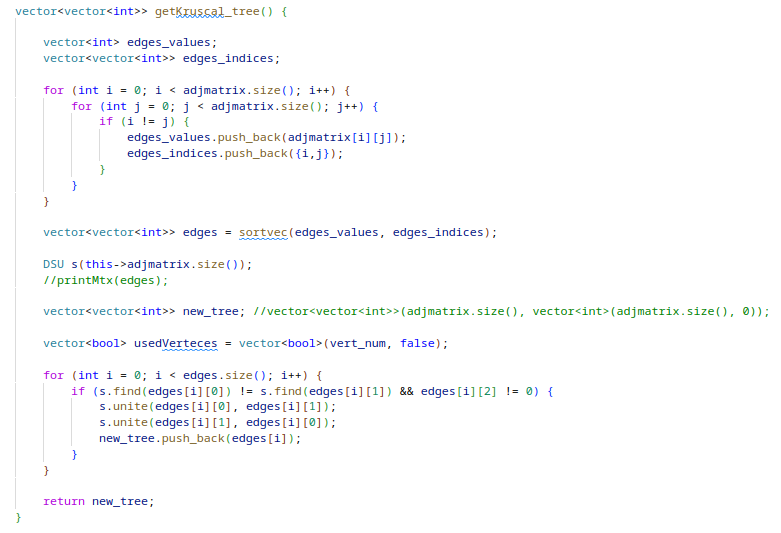 vector<vector<int>> getKruscal_tree() {
vector<int> edges_values;
vector<vector<int>> edges_indices;
for (int i = 0; i < adjmatrix.size(); i++) {
for (int j = 0; j < adjmatrix.size(); j++) {
if (i != j) {
edges_values.push_back(adjmatrix[i][j]);
edges_indices.push_back({i,j});
}
}
}
vector<vector<int>> edges = sortvec(edges_values, edges_indices);
DSU s(this->adjmatrix.size());
//printMtx(edges);
vector<vector<int>> new_tree; //vector<vector<int>>(adjmatrix.size(), vector<int>(adjmatrix.size(), 0));
vector<bool> usedVerteces = vector<bool>(vert_num, false);
for (int i = 0; i < edges.size(); i++) {
if (s.find(edges[i][0]) != s.find(edges[i][1]) && edges[i][2] != 0) {
s.unite(edges[i][0], edges[i][1]);
s.unite(edges[i][1], edges[i][0]);
new_tree.push_back(edges[i]);
}
}
return new_tree;
}